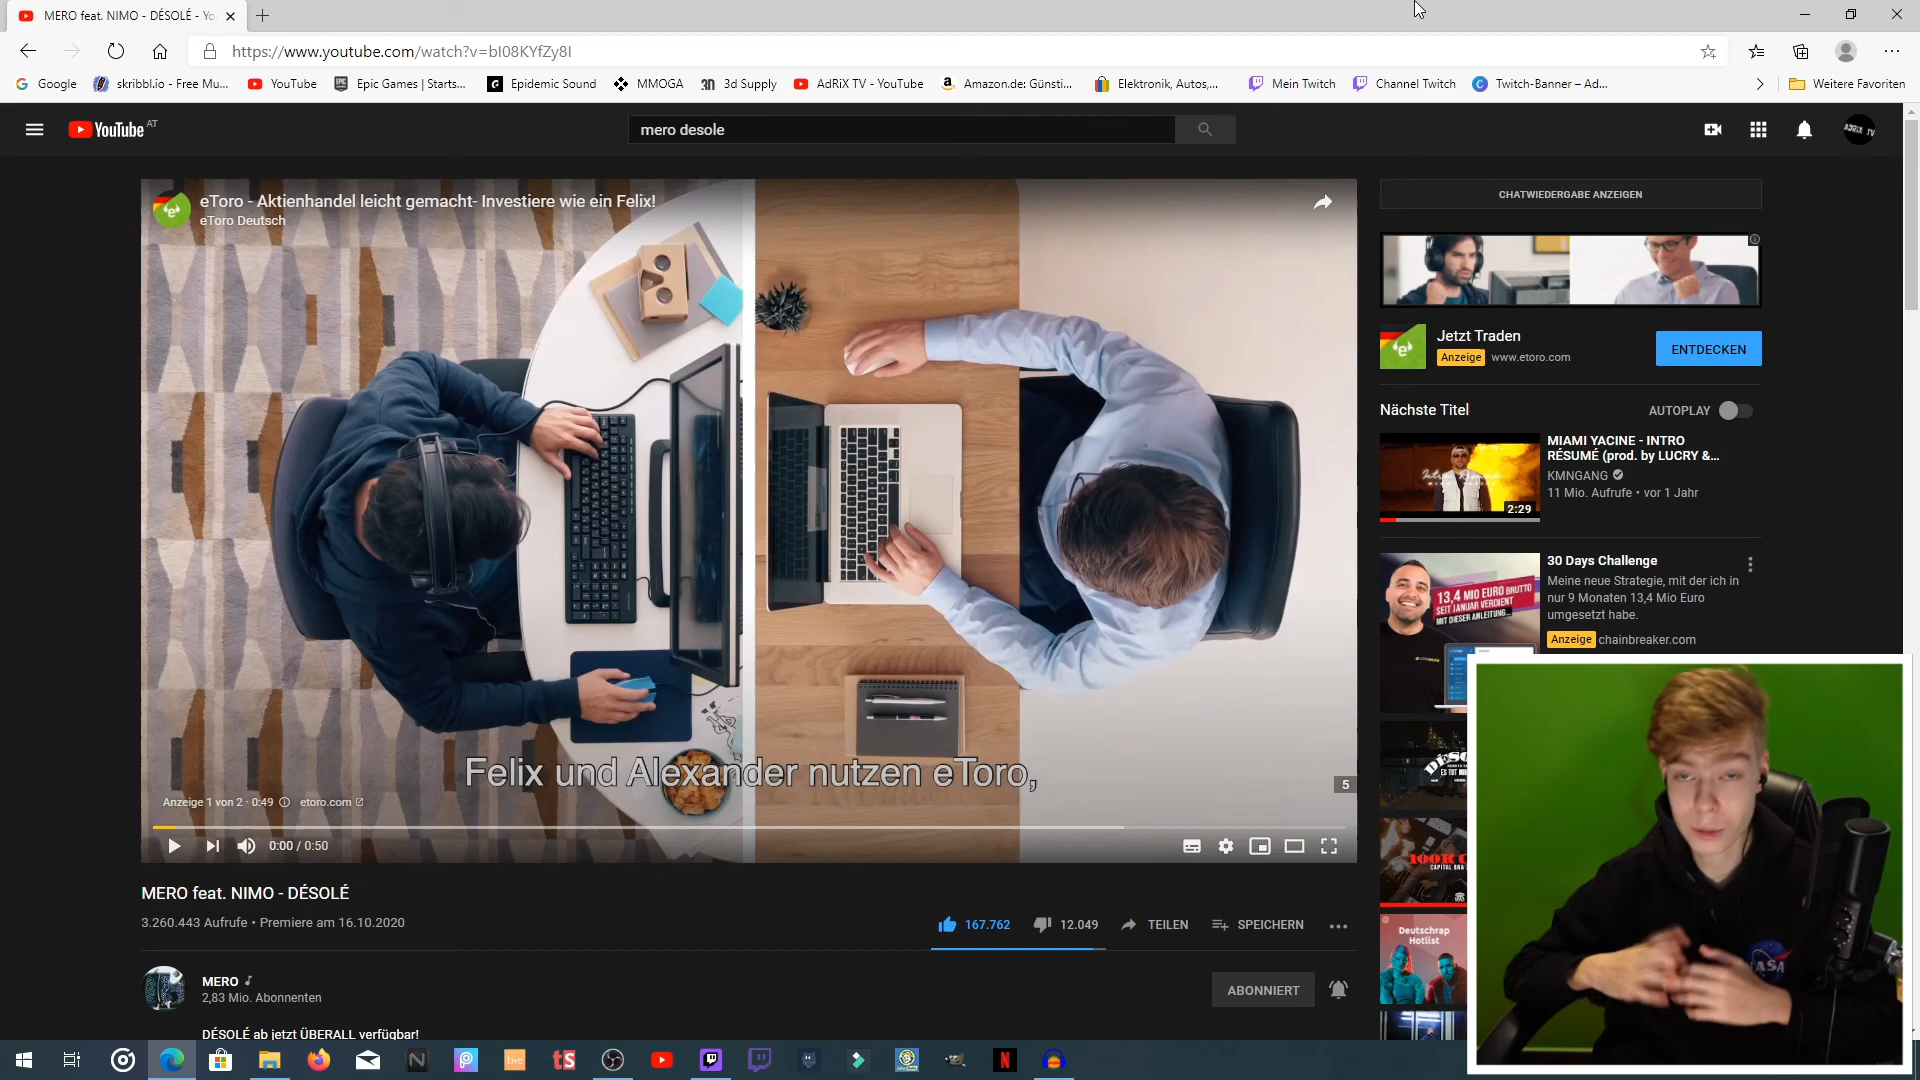 MERO feat. NIMO - DÉSOLÉ - Yo
https://www.youtube.com/watch?v=bI08KYfZy8I
Google
skribbl.io - Free Mu...
YouTube
Epic Games | Starts...
Epidemic Sound
MMOGA
3d Supply
AdRiX TV - YouTube
Amazon.de: Günsti...
Elektronik, Autos,...
Mein Twitch
Channel Twitch
Twitch-Banner – Ad...
Weitere Favoriten
YouTube AT
mero desole
ADRIX TV
eToro - Aktienhandel leicht gemacht- Investiere wie ein Felix!
eToro Deutsch
Felix und Alexander nutzen eToro,
5
Anzeige 1 von 2 · 0:49
etoro.com
0:00 / 0:50
MERO feat. NIMO - DÉSOLÉ
3.260.443 Aufrufe • Premiere am 16.10.2020
167.762
12.049
TEILEN
SPEICHERN
MERO
2,83 Mio. Abonnenten
ABONNIERT
DÉSOLÉ ab jetzt ÜBERALL verfügbar!
CHATWIEDERGABE ANZEIGEN
Jetzt Traden
Anzeige www.etoro.com
ENTDECKEN
Nächste Titel
AUTOPLAY
2:29
MIAMI YACINE - INTRO
RÉSUMÉ (prod. by LUCRY &...
KMNGANG
11 Mio. Aufrufe • vor 1 Jahr
13,4 MIO EURO BRUTTO
SEIT JANUAR VERDIENT
MIT DIESER ANLEITUNG...
30 Days Challenge
Meine neue Strategie, mit der ich in
nur 9 Monaten 13,4 Mio Euro
umgesetzt habe.
Anzeige chainbreaker.com
Deutschrap
Hotlist
NASA